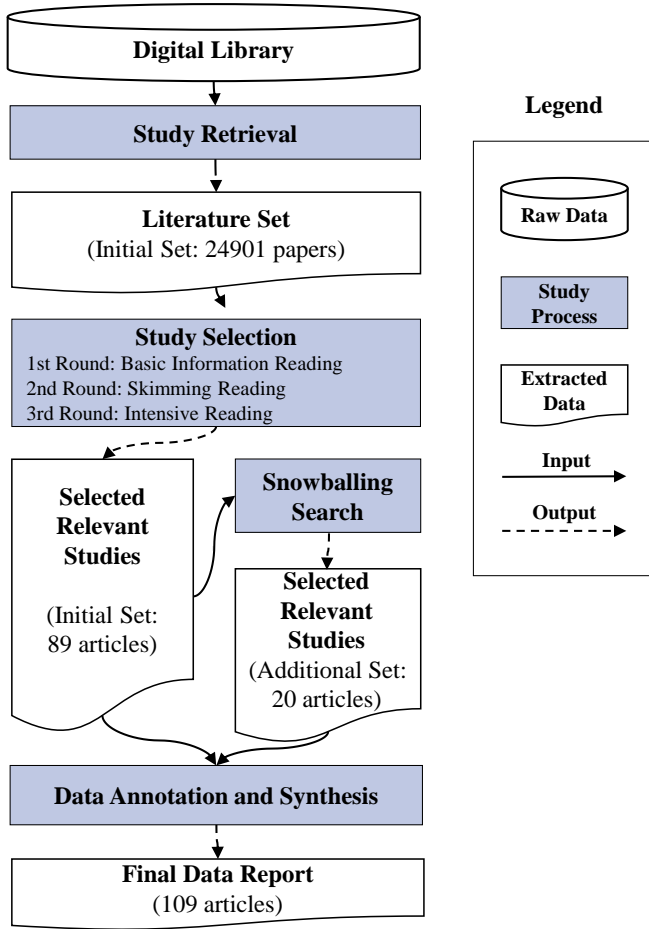 Digital Library
Study Retrieval
Literature Set
(Initial Set: 24901 papers)
Study Selection
1st Round: Basic Information Reading
2nd Round: Skimming Reading
3rd Round: Intensive Reading
Selected
Relevant
Studies
(Initial Set:
89 articles)
Snowballing
Search
Selected
Relevant
Studies
(Additional Set:
20 articles)
Data Annotation and Synthesis
Final Data Report
(109 articles)
Legend
Raw Data
Study
Process
Extracted
Data
Input
Output